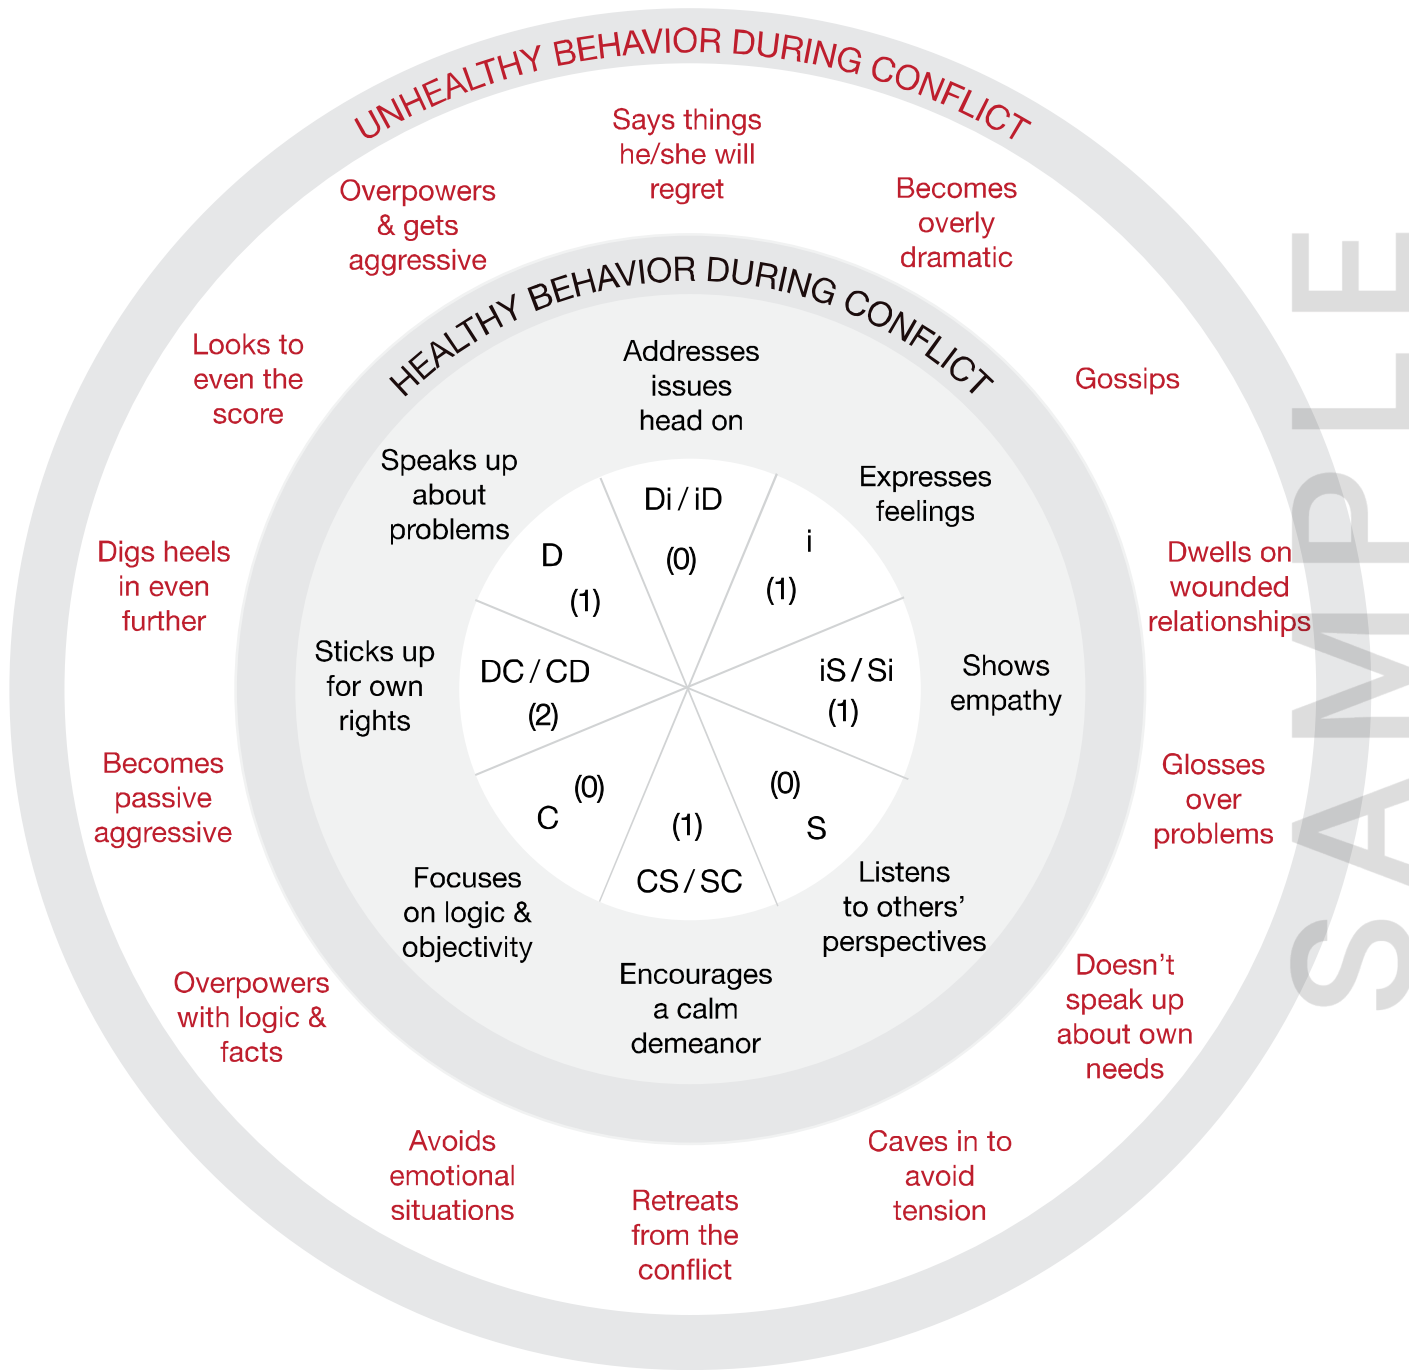 UNHEALTHY BEHAVIOR DURING CONFLICT
Says things
he/she will
regret
Becomes
overly
dramatic
Gossips
Dwells on
wounded
relationships
Glosses
over
problems
Doesn't
speak up
about own
needs
Caves in to
avoid
tension
Retreats
from the
conflict
Avoids
emotional
situations
Overpowers
with logic &
facts
Becomes
passive
aggressive
Digs heels
in even
further
Looks to
even the
score
Overpowers
& gets
aggressive
HEALTHY BEHAVIOR DURING CONFLICT
Addresses
issues
head on
Expresses
feelings
Shows
empathy
Listens
to others’
perspectives
Encourages
a calm
demeanor
Focuses
on logic &
objectivity
Sticks up
for own
rights
Speaks up
about
problems
Di / iD
(0)
i
(1)
iS / Si
(1)
(0)
S
(1)
CS / SC
(0)
C
DC / CD
(2)
D
(1)
SAMPLE